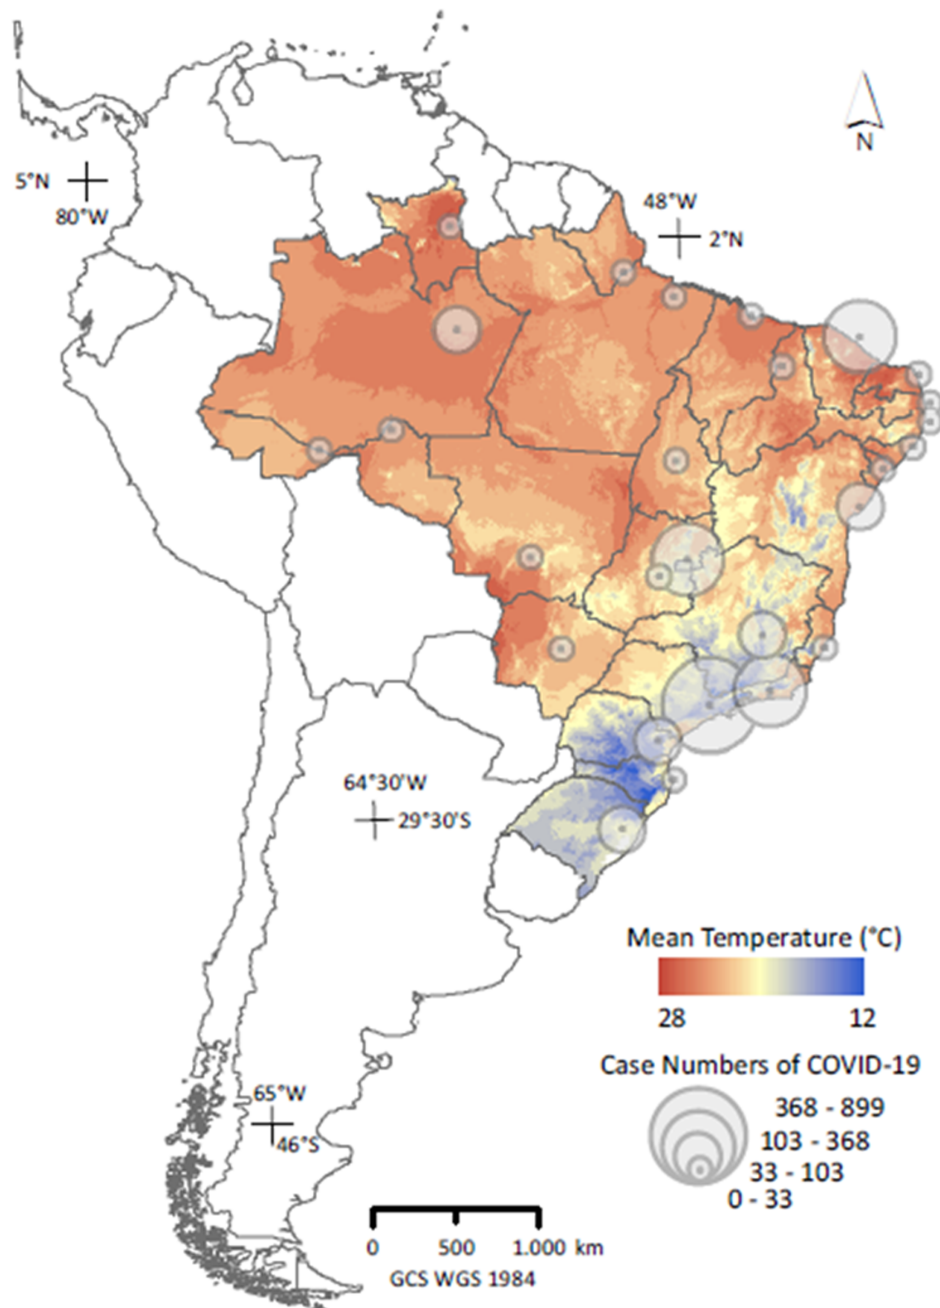 N
5°N
80°W
48°W
2°N
64°30'W
29°30'S
Mean Temperature (°C)
28 12
Case Numbers of COVID-19
368 - 899
103 - 368
33 - 103
0 - 33
65°W
46°S
0 500 1.000 km
GCS WGS 1984